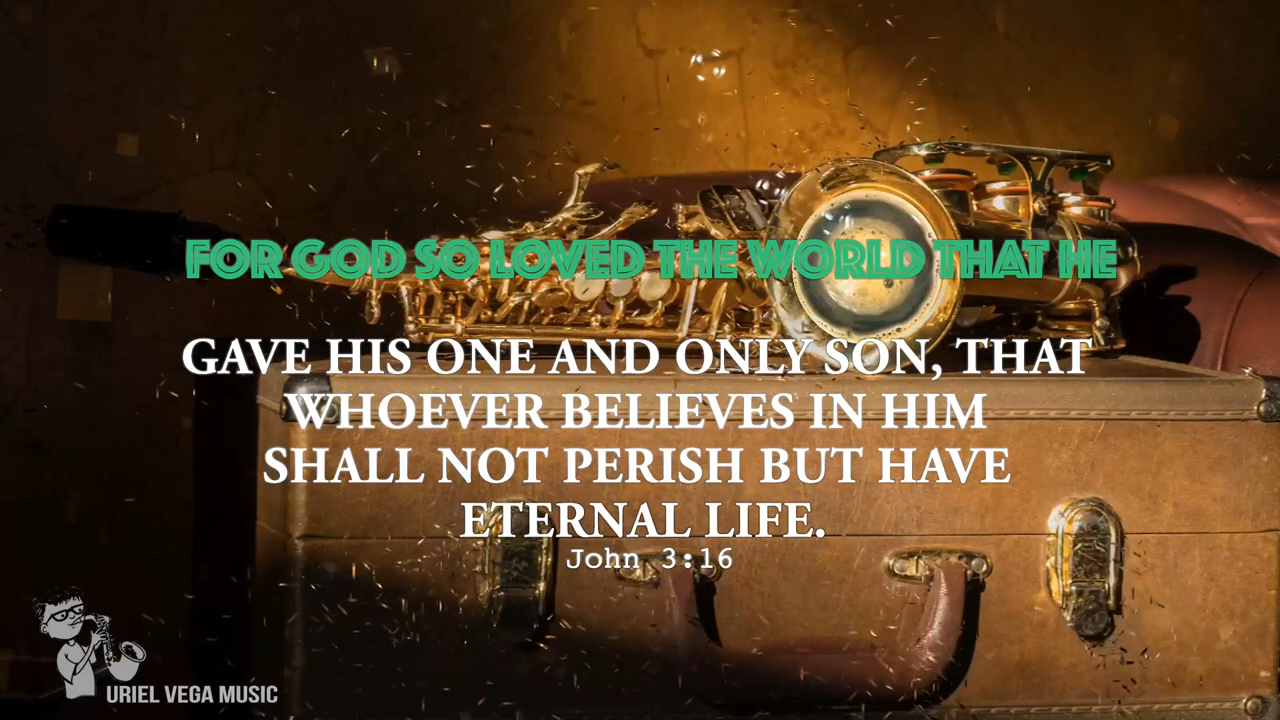 FOR GOD SO LOVED THE WORLD THAT HE
GAVE HIS ONE AND ONLY SON, THAT
WHOEVER BELIEVES IN HIM
SHALL NOT PERISH BUT HAVE
ETERNAL LIFE.
John 3:16
URIEL VEGA MUSIC